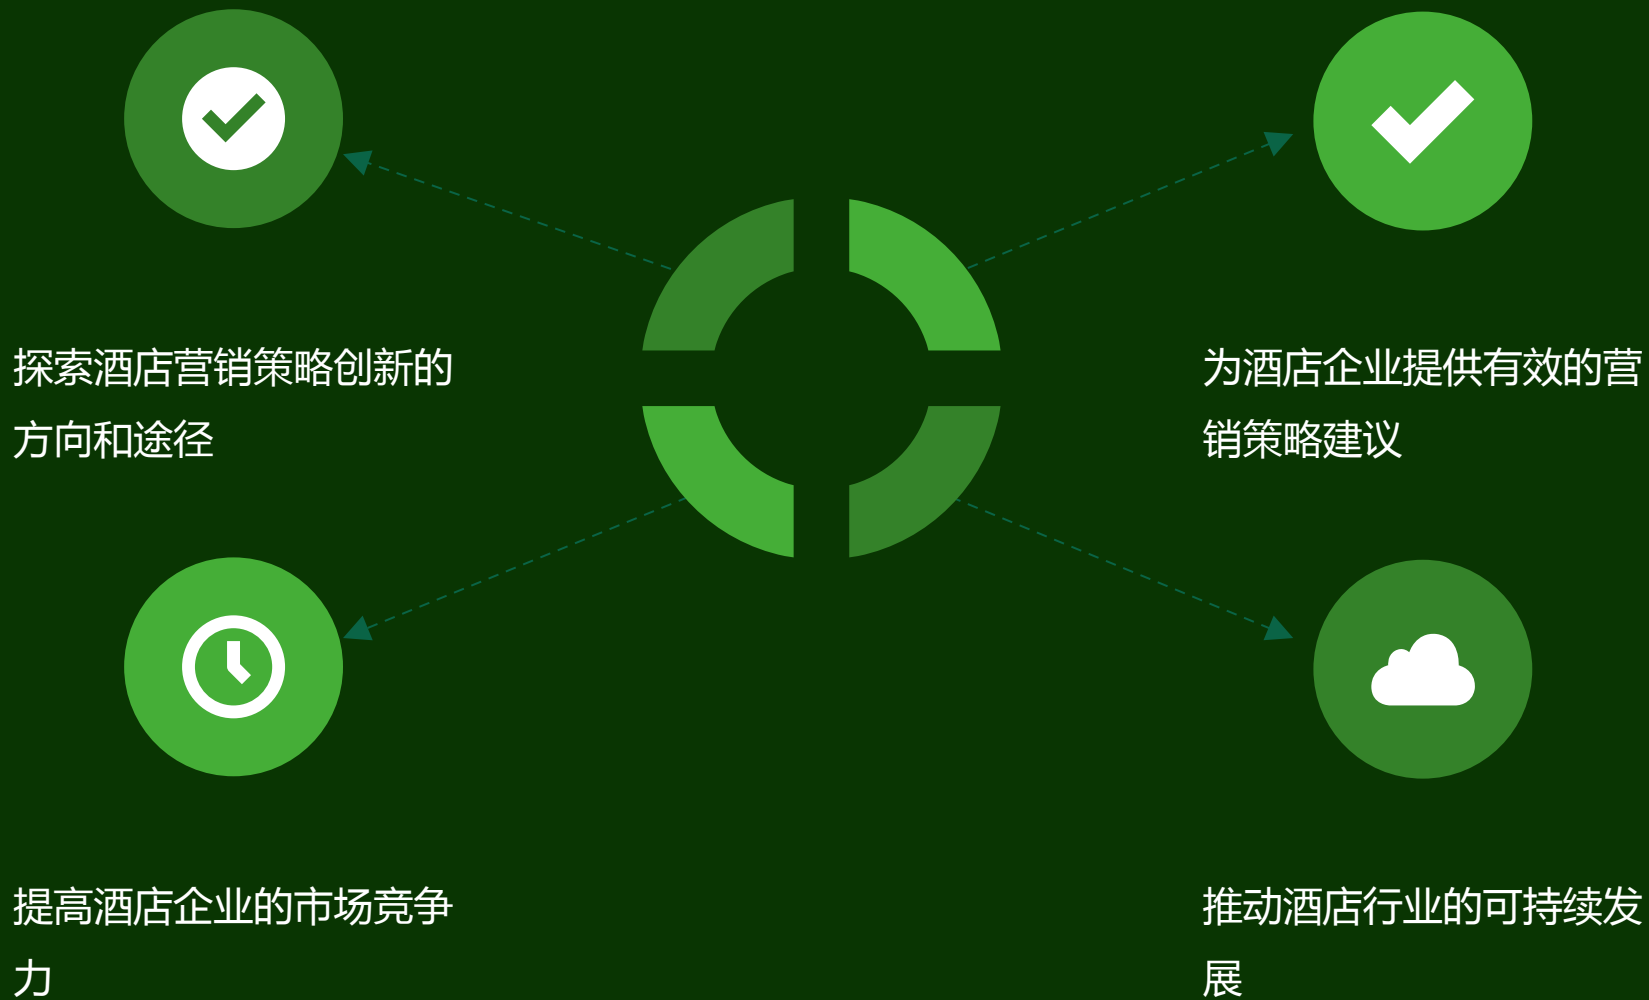 探索酒店营销策略创新的
方向和途径
为酒店企业提供有效的营
销策略建议
提高酒店企业的市场竞争
力
推动酒店行业的可持续发
展